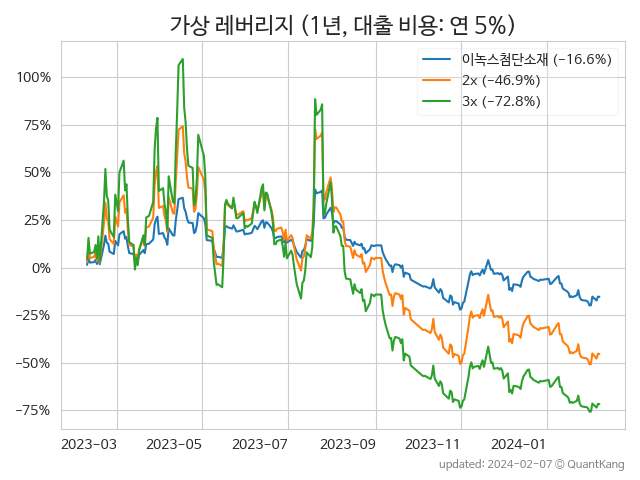 가상 레버리지 (1년, 대출 비용: 연 5%)
이녹스첨단소재 (−16.6%)
2x (−46.9%)
3x (−72.8%)
100%
75%
50%
25%
0%
−25%
−50%
−75%
2023-03 2023-05 2023-07 2023-09 2023-11 2024-01
updated: 2024-02-07 © QuantKang